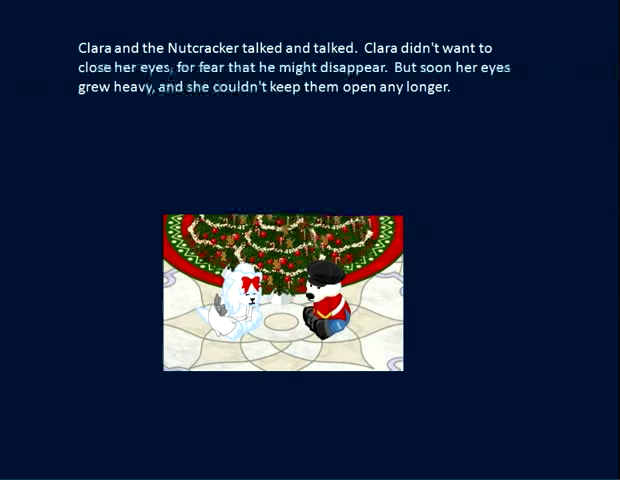 Clara and the Nutcracker talked and talked.  Clara didn't want to
close her eyes, for fear that he might disappear.  But soon her eyes
grew heavy, and she couldn't keep them open any longer.